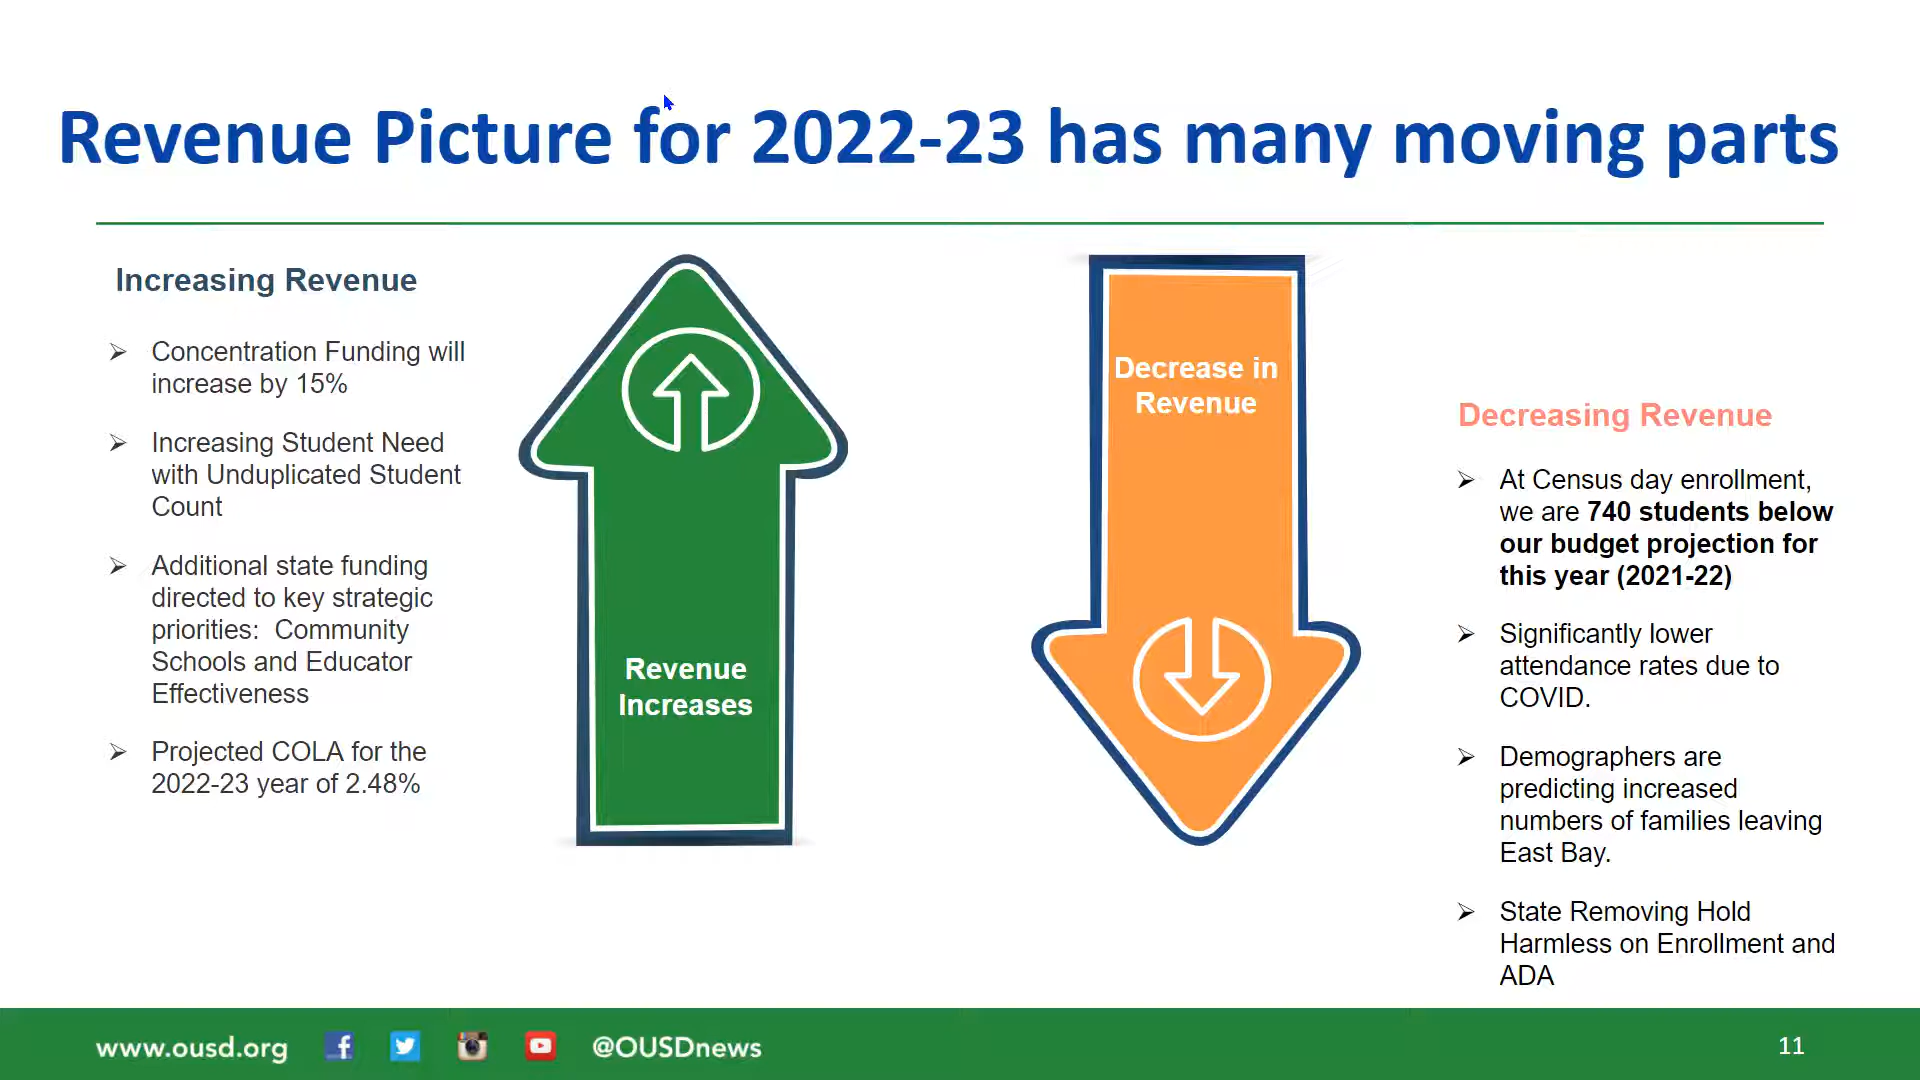 Revenue Picture for 2022-23 has many moving parts
Increasing Revenue
➢ Concentration Funding will
increase by 15%
➢ Increasing Student Need
with Unduplicated Student
Count
➢ Additional state funding
directed to key strategic
priorities:  Community
Schools and Educator
Effectiveness
➢ Projected COLA for the
2022-23 year of 2.48%
Revenue
Increases
Decrease in
Revenue
Decreasing Revenue
➢ At Census day enrollment,
we are 740 students below
our budget projection for
this year (2021-22)
➢ Significantly lower
attendance rates due to
COVID.
➢ Demographers are
predicting increased
numbers of families leaving
East Bay.
➢ State Removing Hold
Harmless on Enrollment and
ADA
www.ousd.org @OUSDnews 11